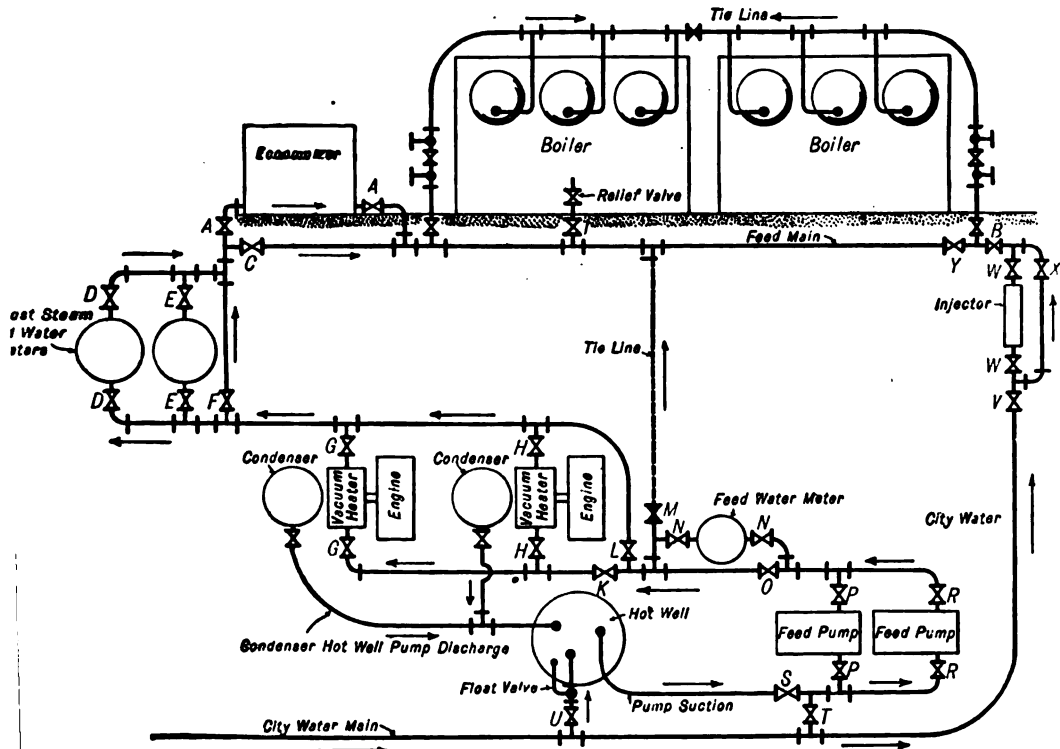 Tie Line
Economizer
Boiler
Boiler
A
A
Relief Valve
I
C
Feed Main
Y
B
W
X
D
E
Injector
Steam
Water
Tie Line
W
D
E
F
V
G
H
Condenser
Condenser
Vacuum
Heater
Engine
Vacuum
Heater
Engine
M
Feed Water Meter
N
N
City Water
G
H
L
K
O
P
R
Hot Well
Feed Pump
Feed Pump
Condenser Hot Well Pump Discharge
P
R
Float Valve
S
U
Pump Suction
T
City Water Main